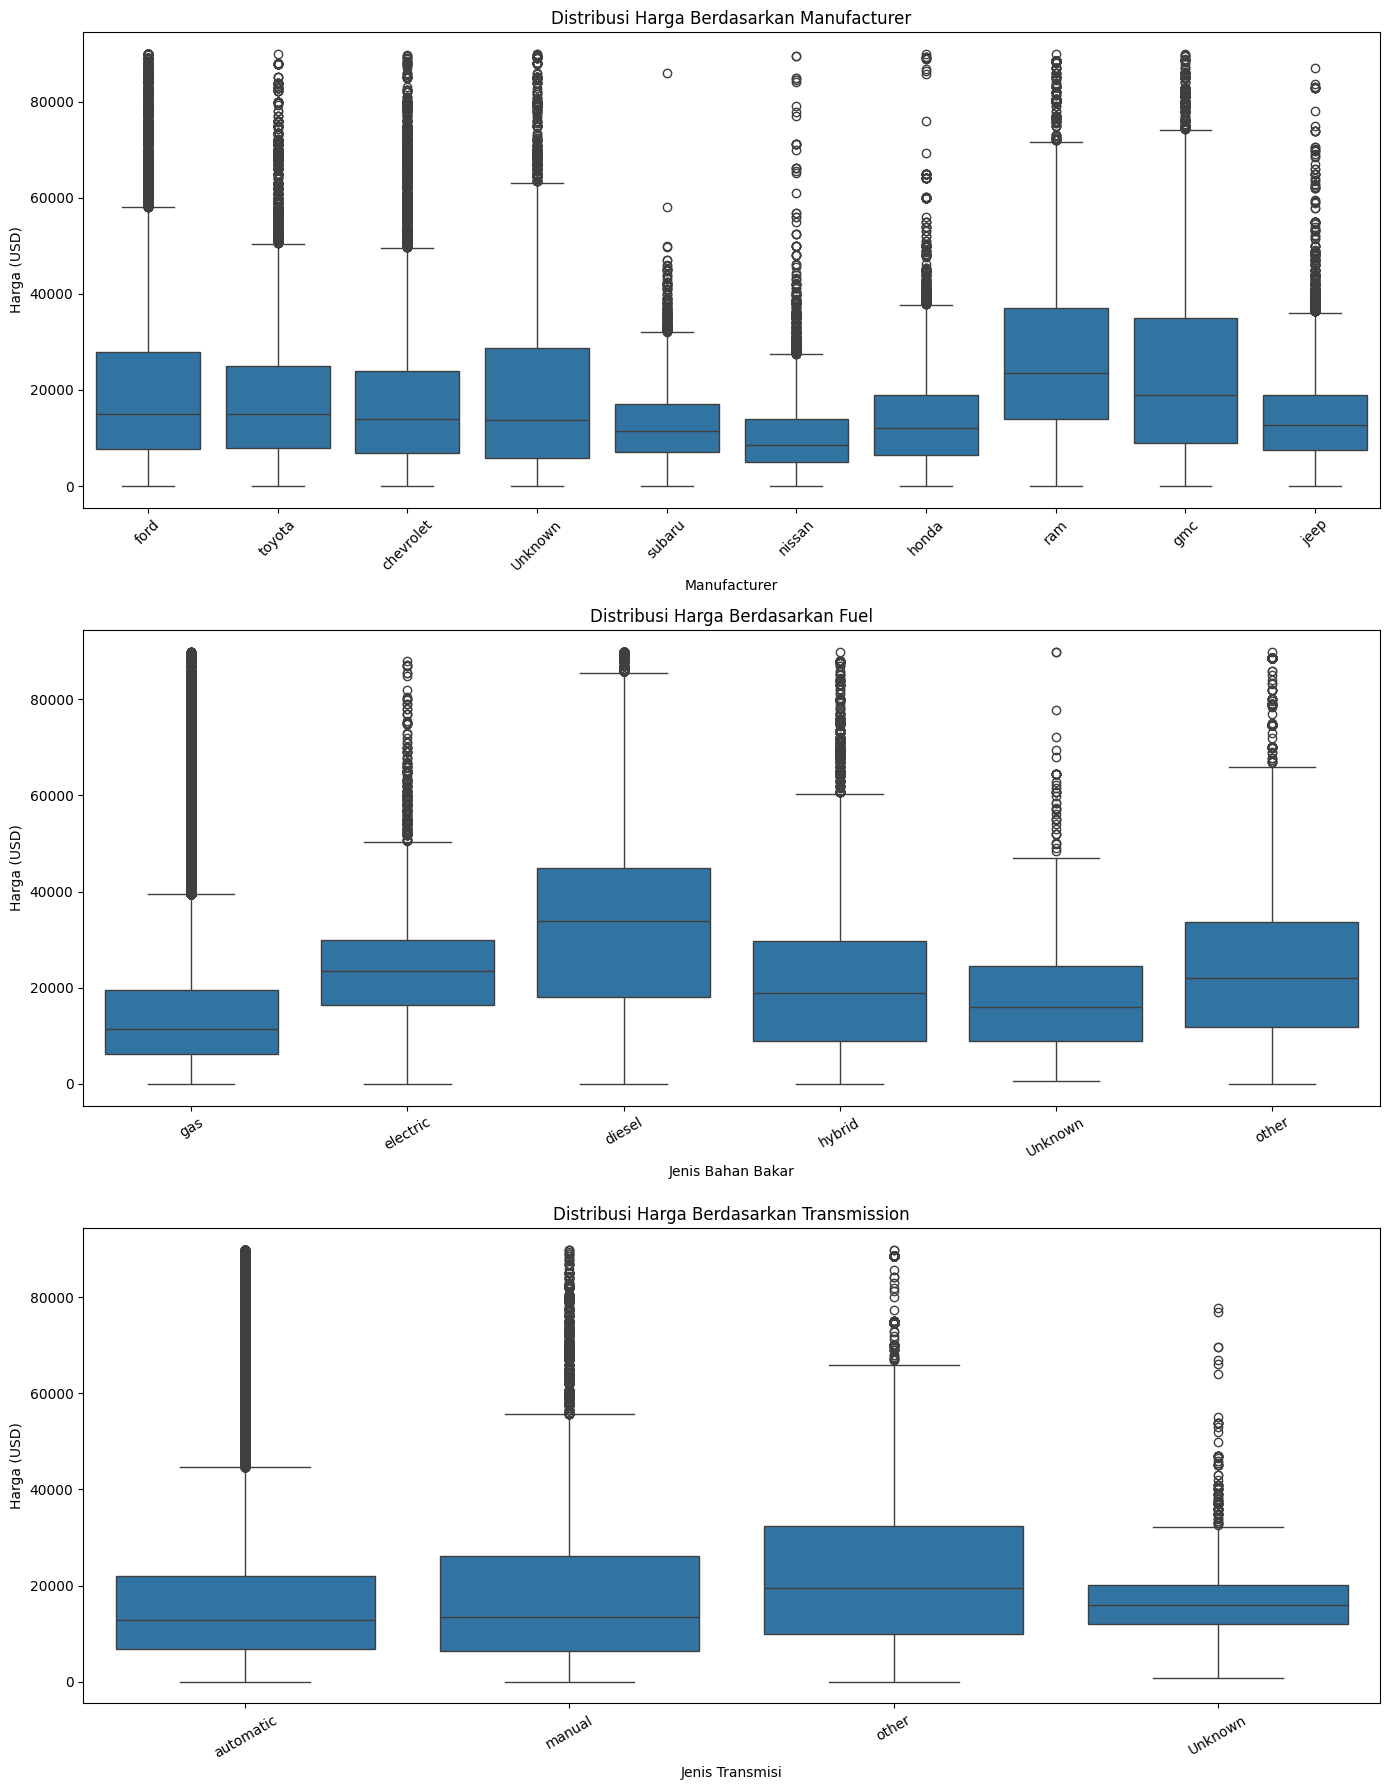 Distribusi Harga Berdasarkan Manufacturer
Harga (USD)
80000
60000
40000
20000
0
ford
toyota
chevrolet
Unknown
subaru
nissan
honda
ram
gmc
jeep
Manufacturer
Distribusi Harga Berdasarkan Fuel
Harga (USD)
80000
60000
40000
20000
0
gas
electric
diesel
hybrid
Unknown
other
Jenis Bahan Bakar
Distribusi Harga Berdasarkan Transmission
Harga (USD)
80000
60000
40000
20000
0
automatic
manual
other
Unknown
Jenis Transmisi